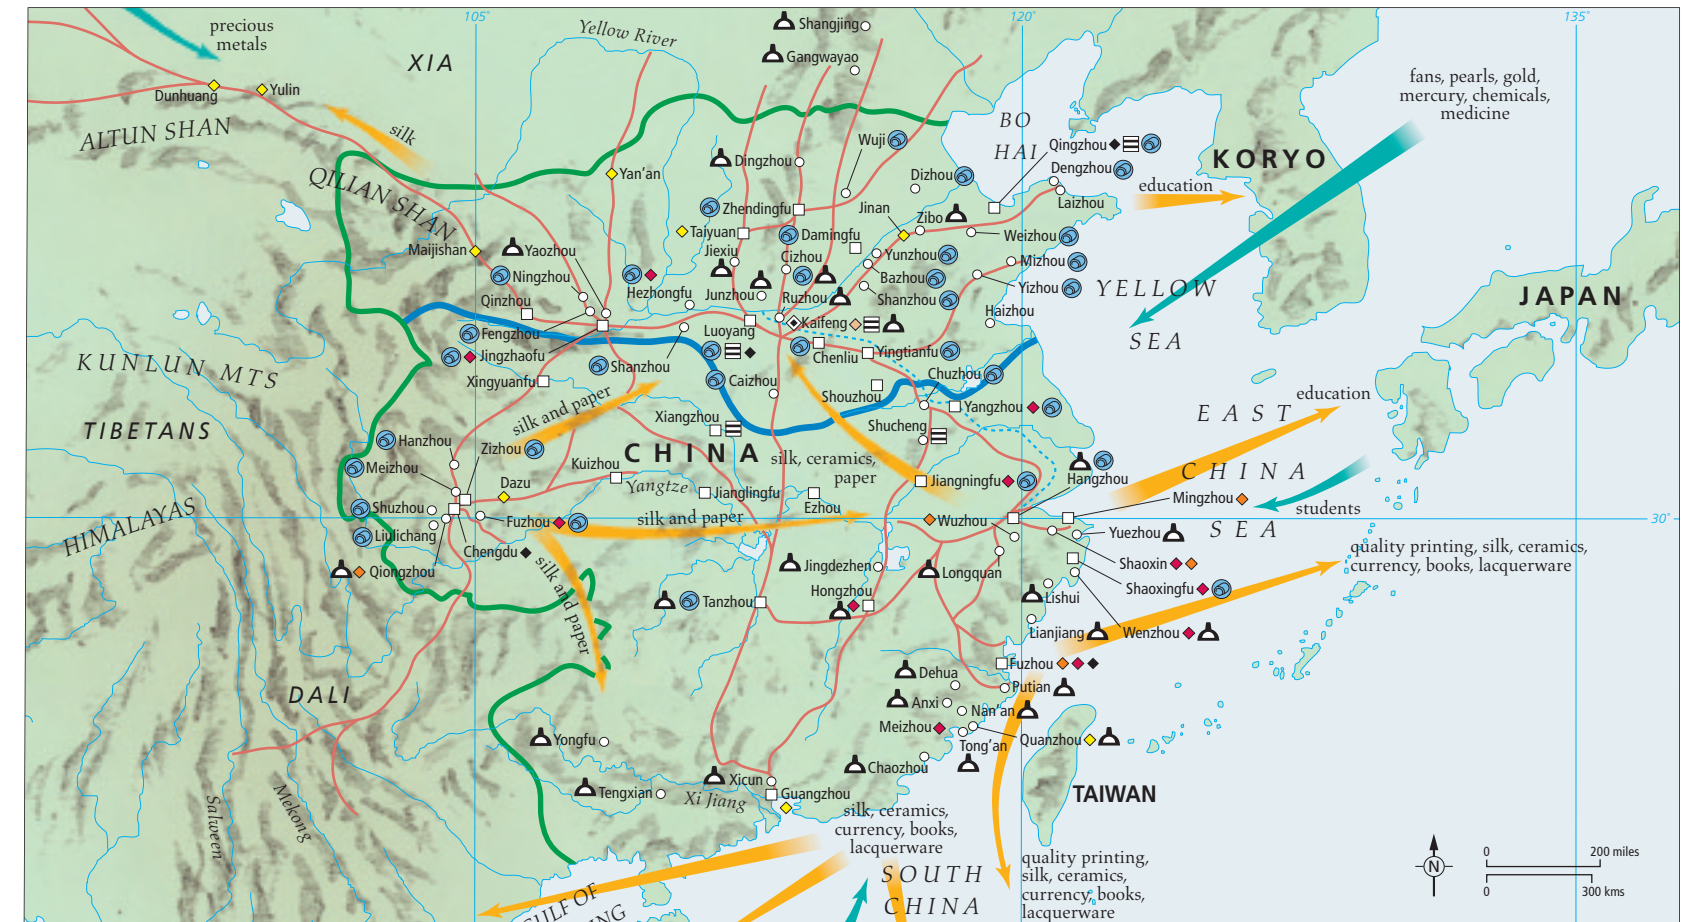 105°
120°
135°
precious
metals
XIA
Yellow River
Shangjing
Gangwayao
Dunhuang
Yulin
ALTUN SHAN
silk
QILIAN SHAN
fans, pearls, gold,
mercury, chemicals,
medicine
BO
HAI
Qingzhou
KORYO
Dengzhou
education
Laizhou
Wuji
Dingzhou
Dizhou
Yan'an
Zhendingfu
Jinan
Zibo
Taiyuan
Damingfu
Weizhou
Maijishan
Yaozhou
Jiexiu
Cizhou
Yunzhou
Mizhou
Ningzhou
Bazhou
Yizhou
YELLOW
SEA
Hezhongfu
Junzhou
Ruzhou
Shanzhou
JAPAN
Qinzhou
Haizhou
Luoyang
Kaifeng
Fengzhou
Jingzhaofu
Chenliu
Yingtianfu
KUNLUN MTS
Shanzhou
Xingyuanfu
Caizhou
Chuzhou
Shouzhou
silk and paper
Yangzhou
education
Xiangzhou
Shucheng
TIBETANS
Hanzhou
Zizhou
CHINA
silk, ceramics,
paper
EAST
CHINA
SEA
Meizhou
Kuizhou
Hangzhou
Dazu
Yangtze
Jianglingfu
Jiangningfu
Mingzhou
Shuzhou
Ezhou
students
HIMALAYAS
Fuzhou
silk and paper
Wuzhou
30°
Liulichang
Yuezhou
quality printing, silk, ceramics,
currency, books, lacquerware
Chengdu
Qiongzhou
silk and paper
Jingdezhen
Longquan
Shaoxin
Hongzhou
Shaoxingfu
Tanzhou
Lishui
Lianjiang
Wenzhou
Fuzhou
Dehua
Putian
DALI
Anxi
Nan'an
Meizhou
Yongfu
Quanzhou
Tong'an
Chaozhou
Xicun
Tengxian
Xi Jiang
Guangzhou
TAIWAN
Salween
Mekong
silk, ceramics,
currency, books,
lacquerware
quality printing,
silk, ceramics,
currency, books,
lacquerware
SOUTH
CHINA
GULF OF
N
0
200 miles
0
300 kms